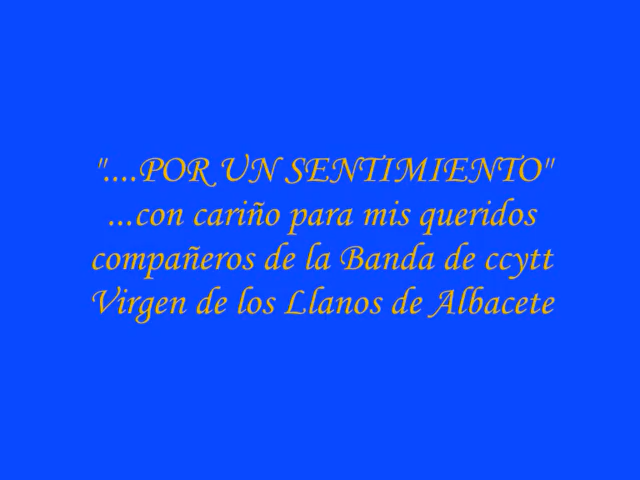 "....POR UN SENTIMIENTO"
...con cariño para mis queridos
compañeros de la Banda de ccytt
Virgen de los Llanos de Albacete